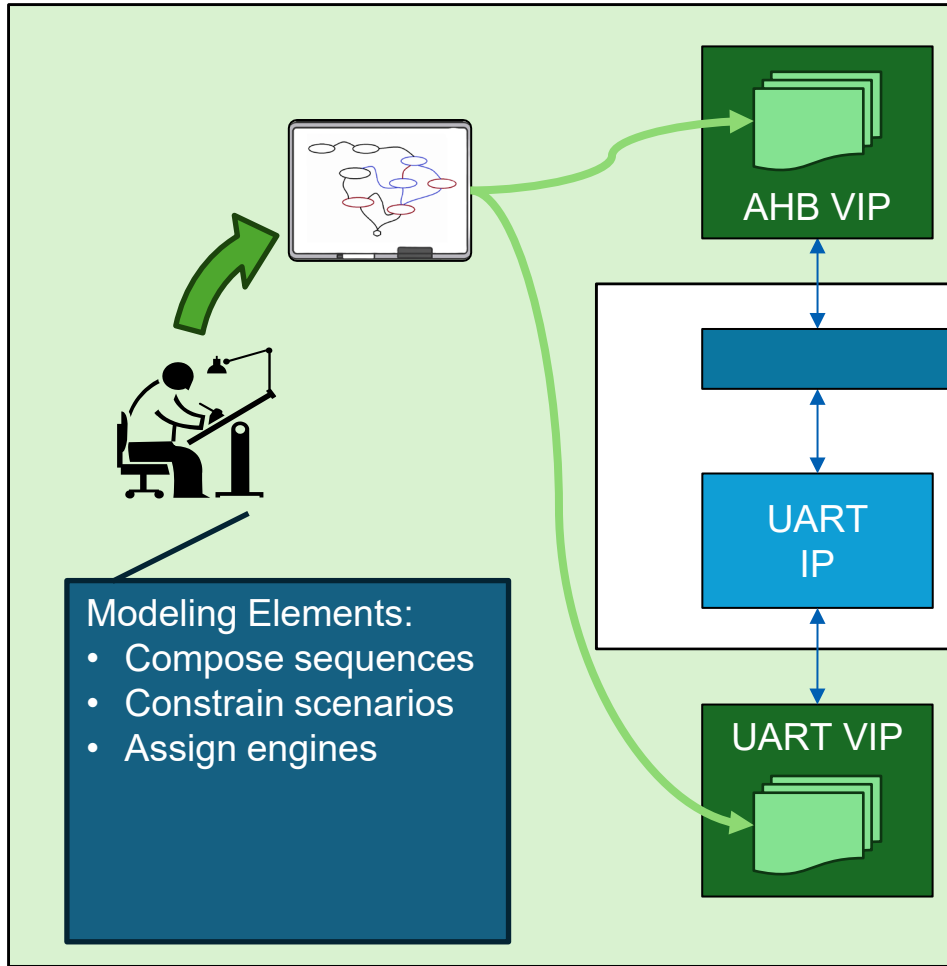 AHB VIP
UART
IP
Modeling Elements:
• Compose sequences
• Constrain scenarios
• Assign engines
UART VIP